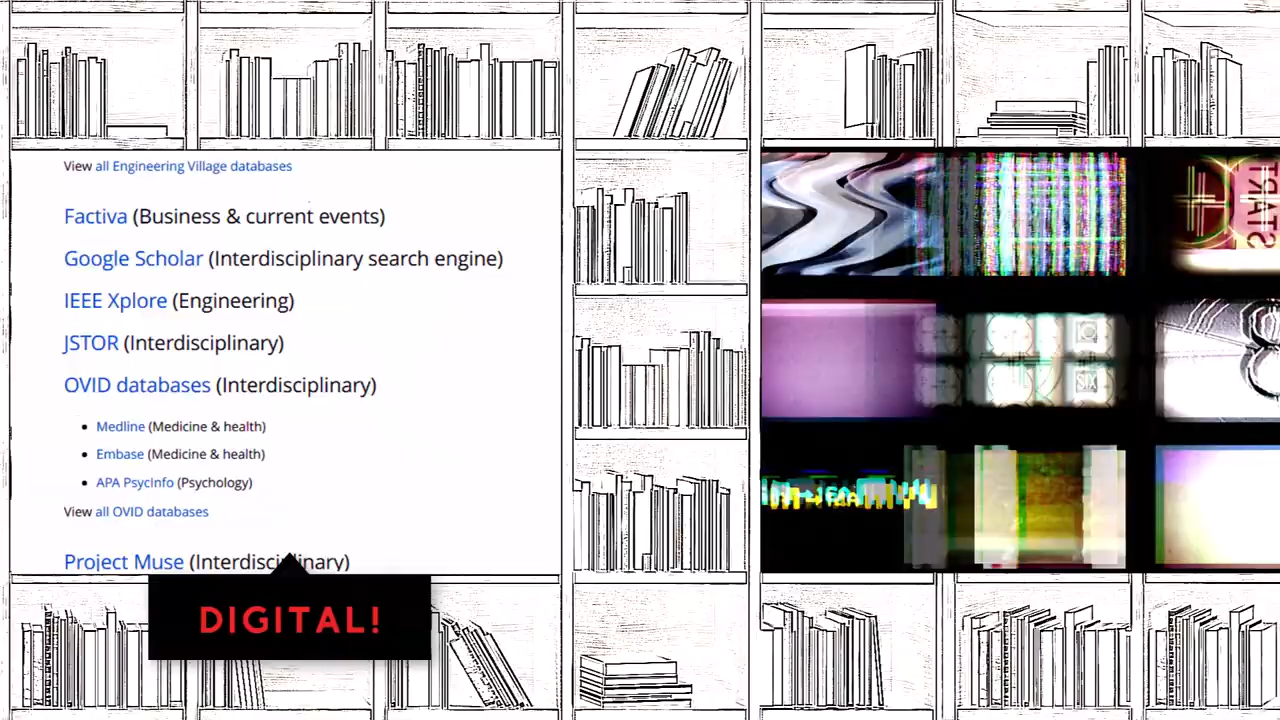 View all Engineering Village databases
Factiva (Business & current events)
Google Scholar (Interdisciplinary search engine)
IEEE Xplore (Engineering)
JSTOR (Interdisciplinary)
OVID databases (Interdisciplinary)
Medline (Medicine & health)
Embase (Medicine & health)
APA PsycInfo (Psychology)
View all OVID databases
Project Muse (Interdisciplinary)
DIGITAL!
SIX
8